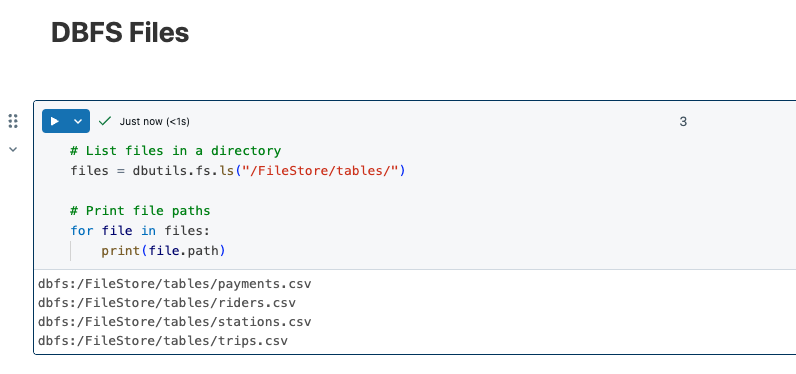 DBFS Files
Just now (<1s)
3
# List files in a directory
files = dbutils.fs.ls("/FileStore/tables/")
# Print file paths
for file in files:
    print(file.path)
dbfs:/FileStore/tables/payments.csv
dbfs:/FileStore/tables/riders.csv
dbfs:/FileStore/tables/stations.csv
dbfs:/FileStore/tables/trips.csv